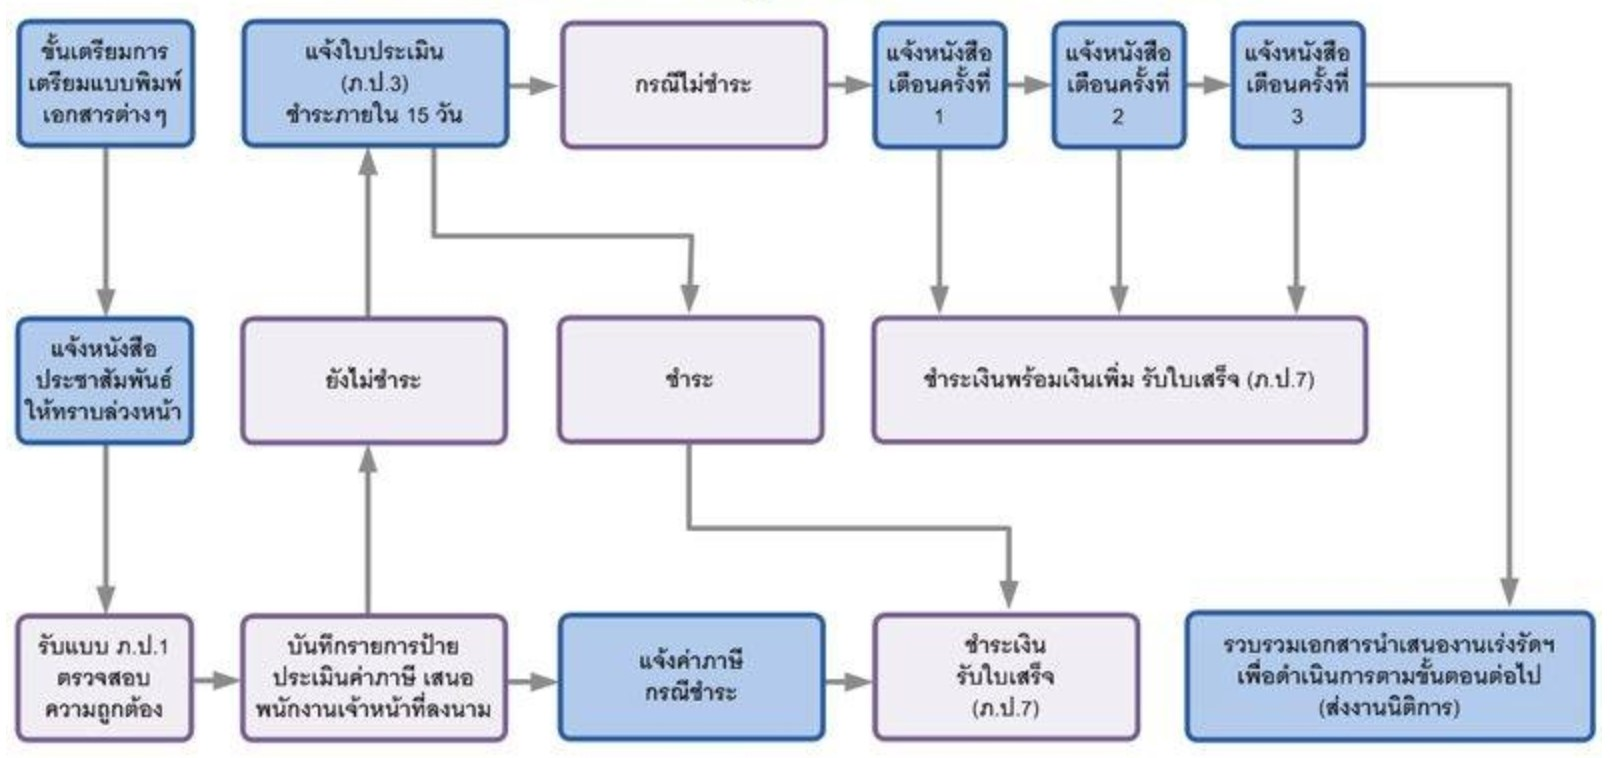 ขั้นเตรียมการ
เตรียมแบบพิมพ์
เอกสารต่างๆ
แจ้งใบประเมิน
(ภ.ป.3)
ชำระภายใน 15 วัน
กรณีไม่ชำระ
แจ้งหนังสือ
เตือนครั้งที่
1
แจ้งหนังสือ
เตือนครั้งที่
2
แจ้งหนังสือ
เตือนครั้งที่
3
แจ้งหนังสือ
ประชาสัมพันธ์
ให้ทราบล่วงหน้า
ยังไม่ชำระ
ชำระ
ชำระเงินพร้อมเงินเพิ่ม รับใบเสร็จ (ภ.ป.7)
รับแบบ ภ.ป.1
ตรวจสอบ
ความถูกต้อง
บันทึกรายการป้าย
ประเมินค่าภาษี เสนอ
พนักงานเจ้าหน้าที่ลงนาม
แจ้งค่าภาษี
กรณีชำระ
ชำระเงิน
รับใบเสร็จ
(ภ.ป.7)
รวบรวมเอกสารนำเสนองานเร่งรัดฯ
เพื่อดำเนินการตามขั้นตอนต่อไป
(ส่งงานนิติการ)